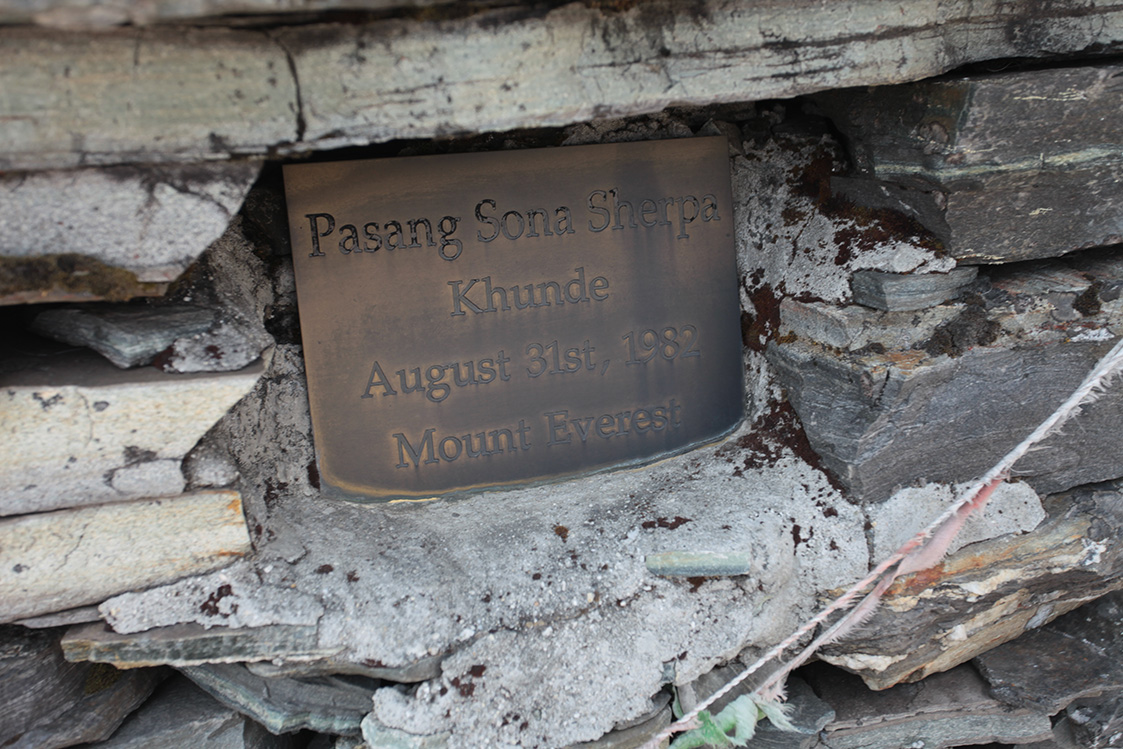 Pasang Sona Sherpa
Khunde
August 31st, 1982
Mount Everest